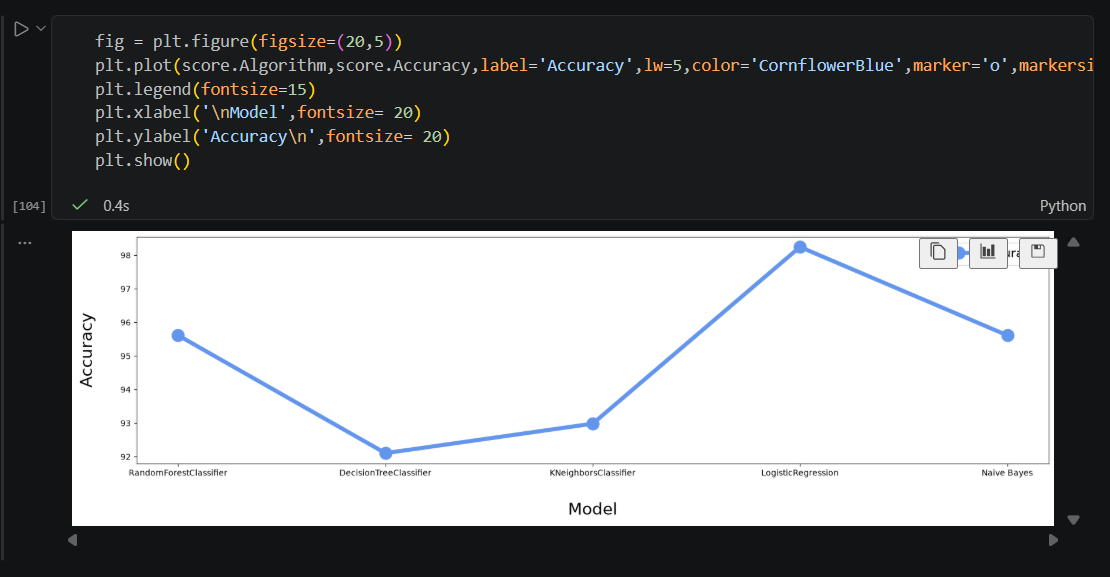 fig = plt.figure(figsize=(20,5))
plt.plot(score.Algorithm,score.Accuracy,label='Accuracy',lw=5,color='CornflowerBlue',marker='o',markersi
plt.legend(fontsize=15)
plt.xlabel('\nModel',fontsize= 20)
plt.ylabel('Accuracy\n',fontsize= 20)
plt.show()
[104]
0.4s
Python
98
97
96
95
94
93
92
Accuracy
RandomForestClassifier DecisionTreeClassifier KNeighborsClassifier LogisticRegression Naive Bayes
Model